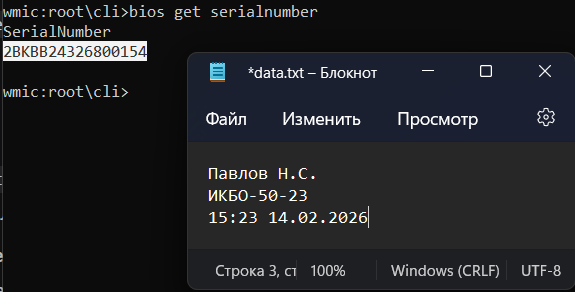 wmic:root\cli>bios get serialnumber
SerialNumber
2BKBB24326800154
wmic:root\cli>
*data.txt – Блокнот
Файл Изменить Просмотр
Павлов Н.С.
ИКБО-50-23
15:23 14.02.2026
Строка 3, ст 100% Windows (CRLF) UTF-8